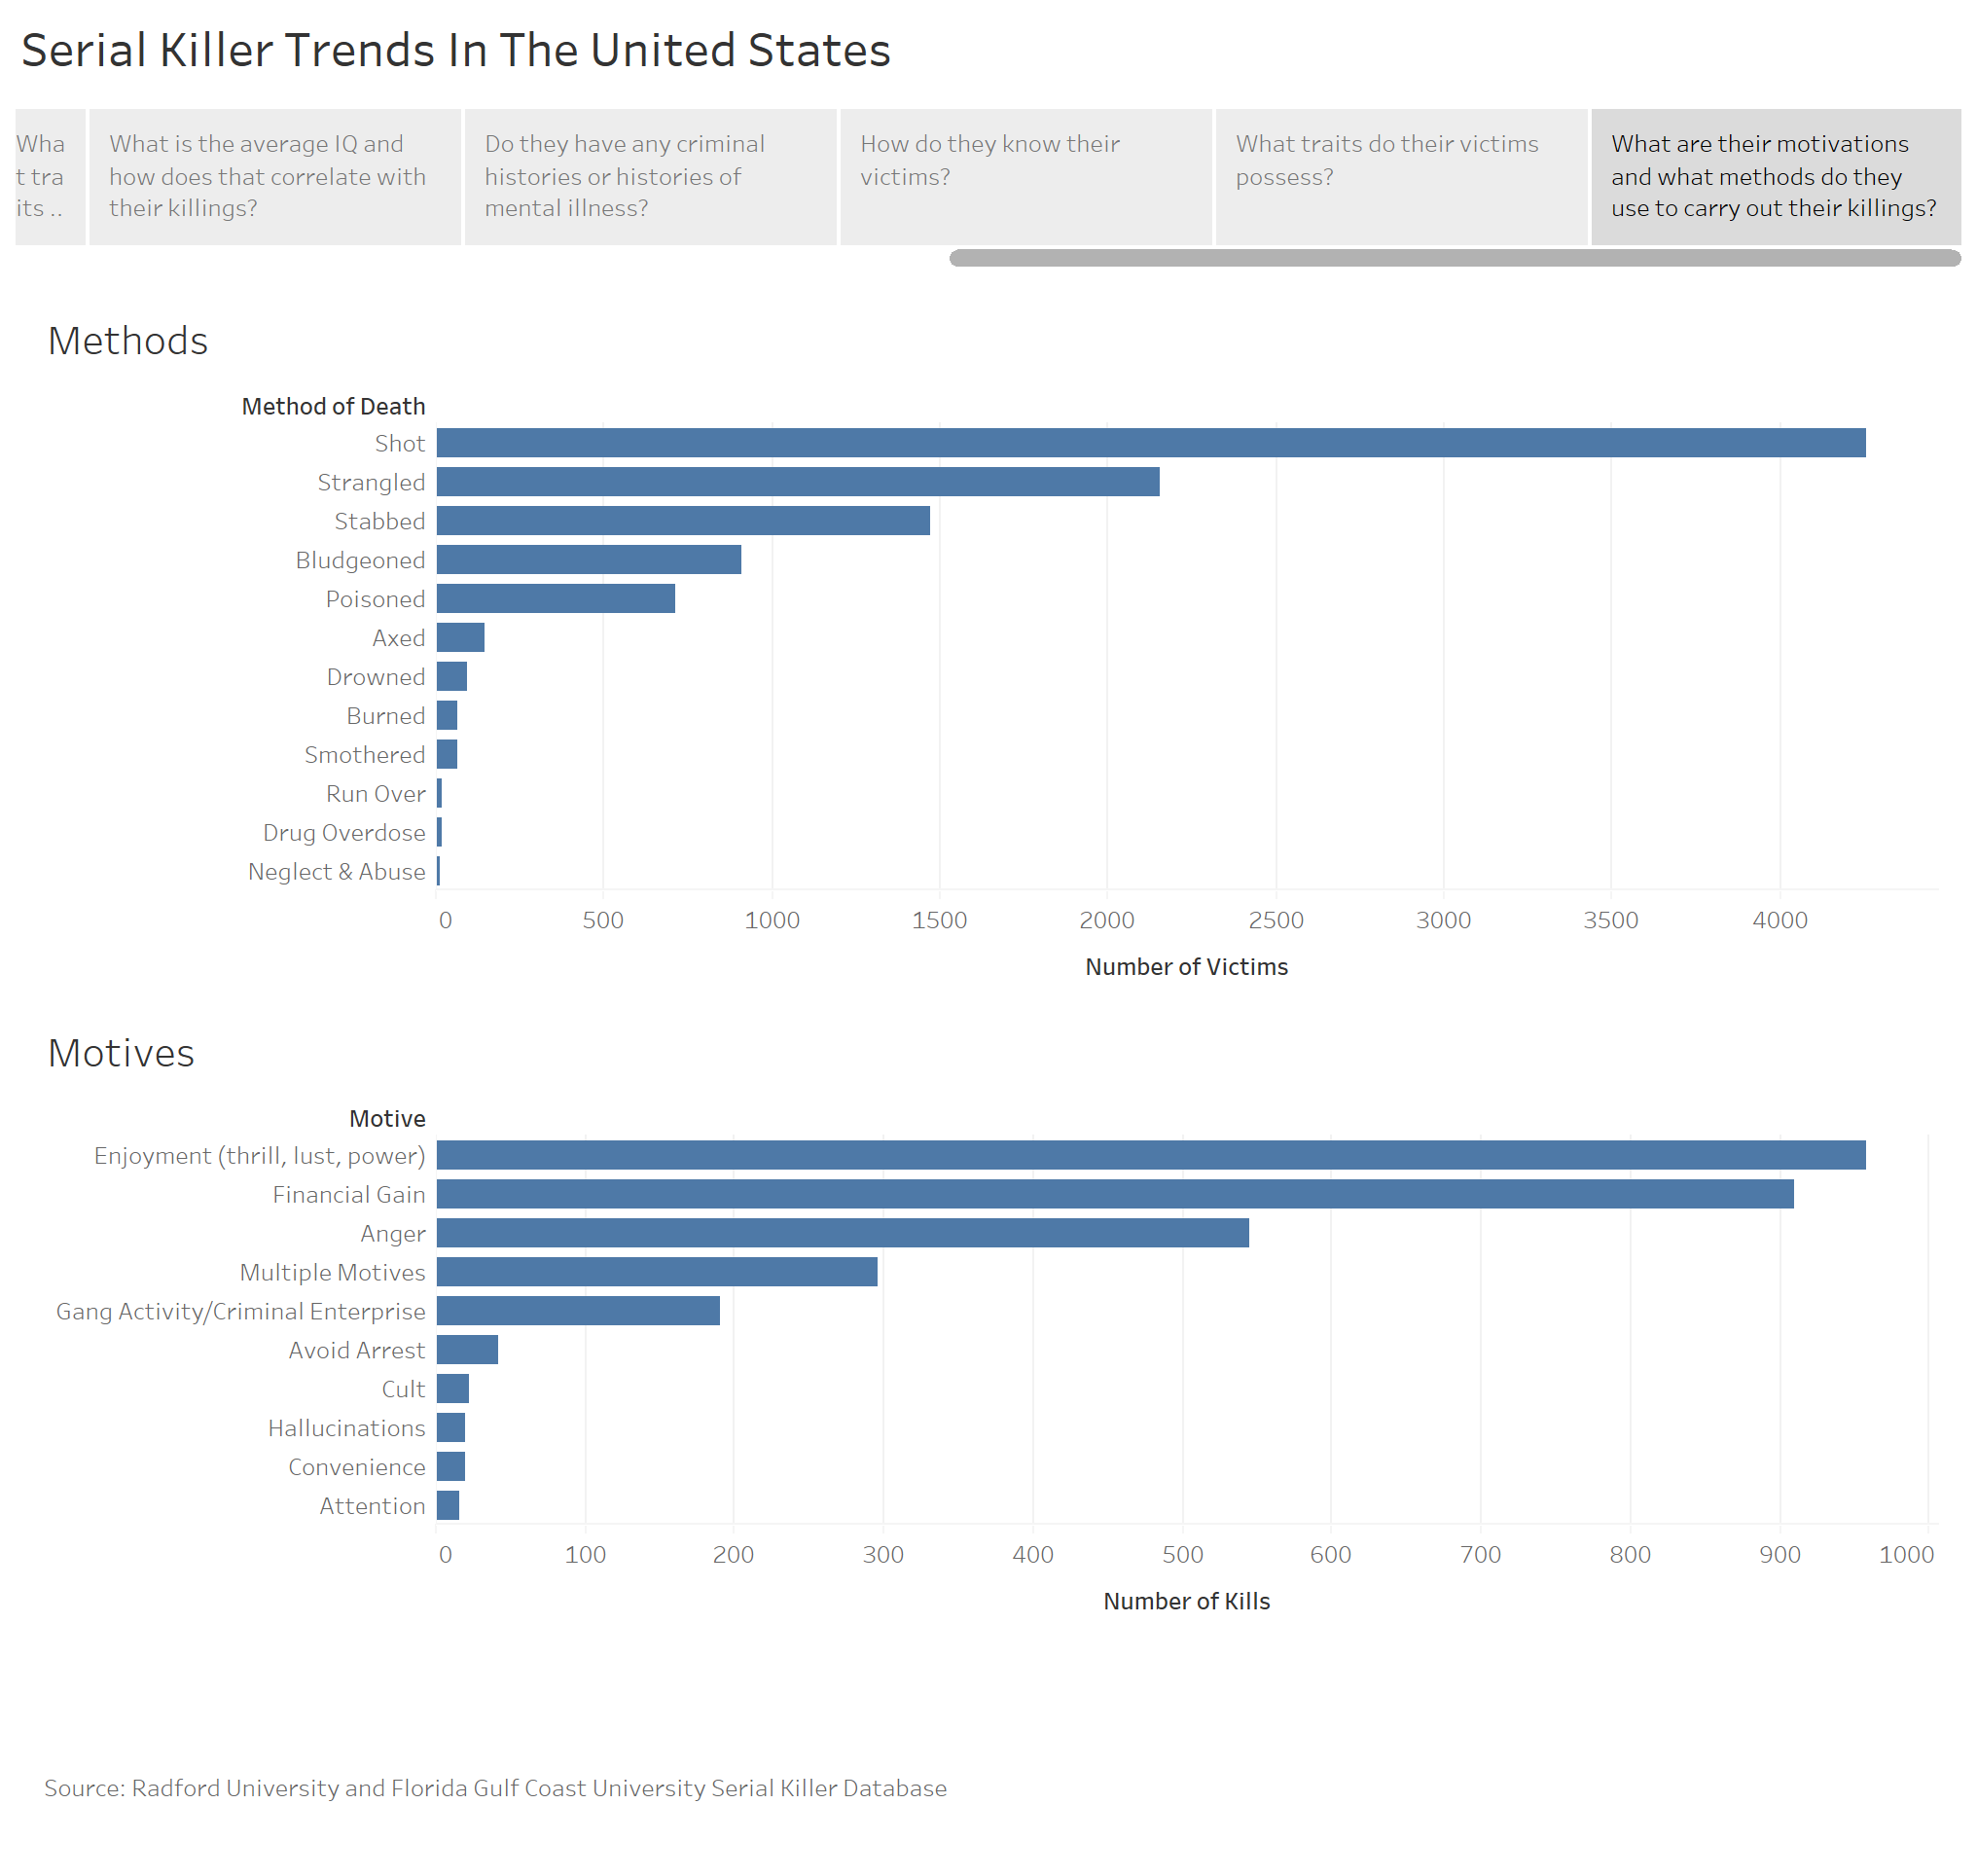 Serial Killer Trends In The United States
Wha
t tra
its ..
What is the average IQ and
how does that correlate with
their killings?
Do they have any criminal
histories or histories of
mental illness?
How do they know their
victims?
What traits do their victims
possess?
What are their motivations
and what methods do they
use to carry out their killings?
Methods
Method of Death
Shot
Strangled
Stabbed
Bludgeoned
Poisoned
Axed
Drowned
Burned
Smothered
Run Over
Drug Overdose
Neglect & Abuse
0 500 1000 1500 2000 2500 3000 3500 4000
Number of Victims
Motives
Motive
Enjoyment (thrill, lust, power)
Financial Gain
Anger
Multiple Motives
Gang Activity/Criminal Enterprise
Avoid Arrest
Cult
Hallucinations
Convenience
Attention
0 100 200 300 400 500 600 700 800 900 1000
Number of Kills
Source: Radford University and Florida Gulf Coast University Serial Killer Database